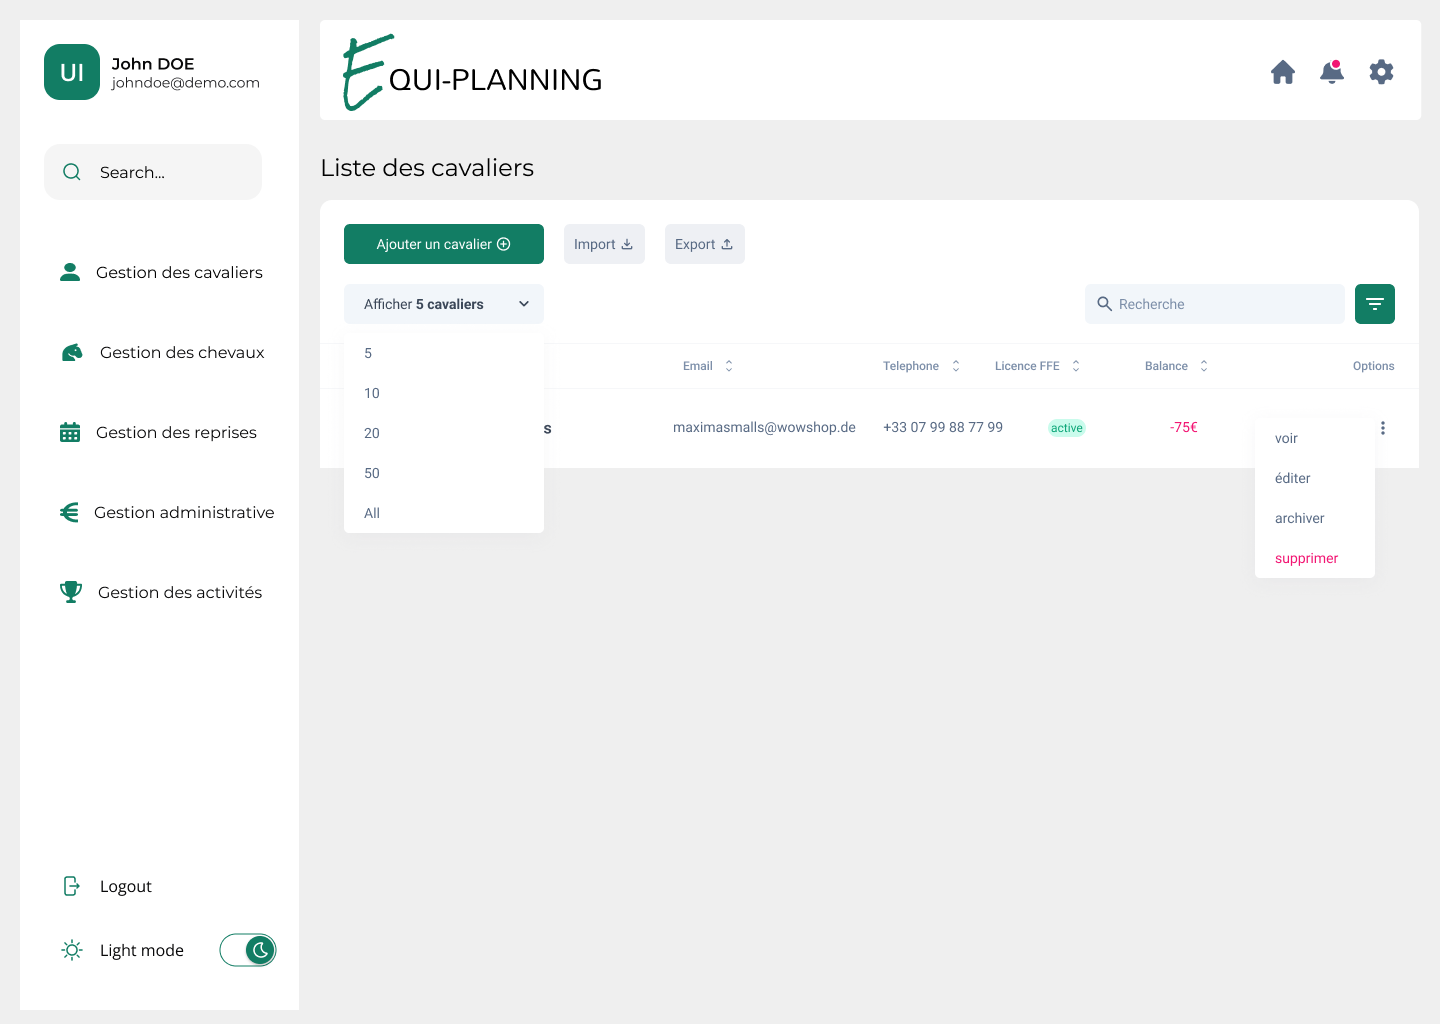 UI
John DOE
johndoe@demo.com
Search...
Gestion des cavaliers
Gestion des chevaux
Gestion des reprises
Gestion administrative
Gestion des activités
Logout
Light mode
EQUI-PLANNING
Liste des cavaliers
Ajouter un cavalier
Import
Export
Afficher 5 cavaliers
Recherche
5
10
20
50
All
Email
Telephone
Licence FFE
Balance
Options
s
maximasmalls@wowshop.de
+33 07 99 88 77 99
active
-75€
voir
éditer
archiver
supprimer